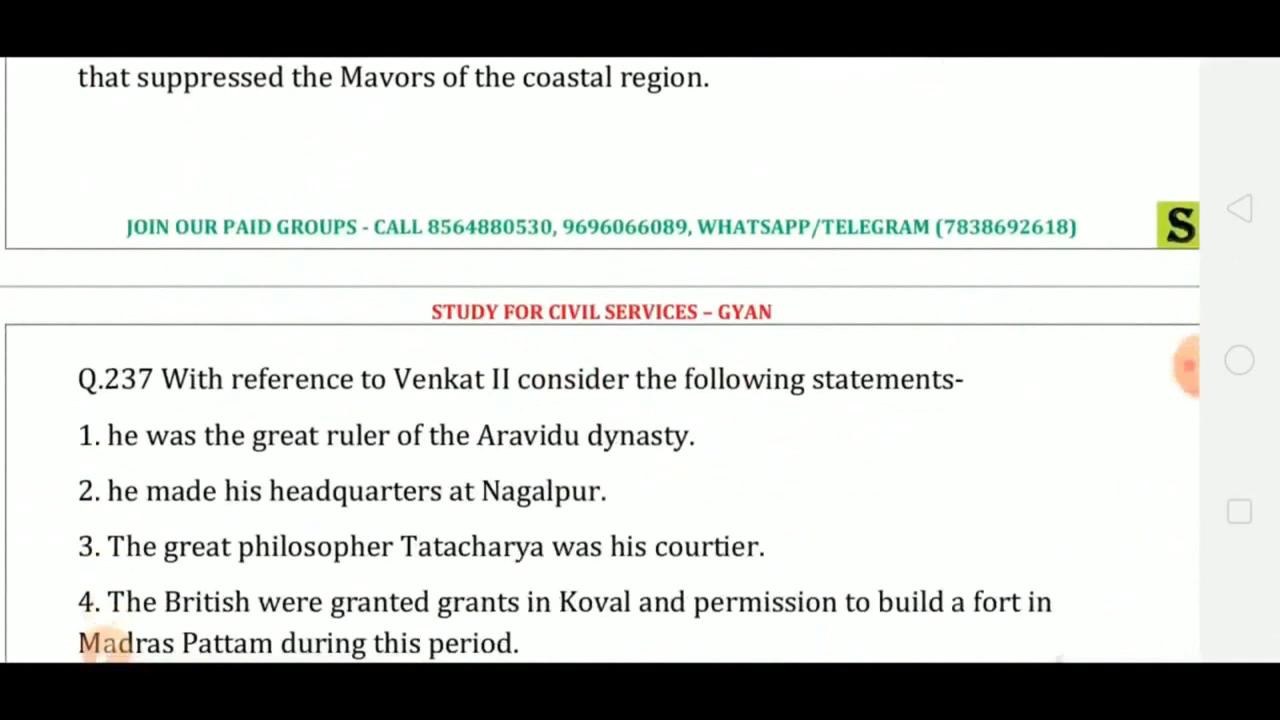 that suppressed the Mavors of the coastal region.
JOIN OUR PAID GROUPS - CALL 8564880530, 9696066089, WHATSAPP/TELEGRAM (7838692618)
S
STUDY FOR CIVIL SERVICES – GYAN
Q.237 With reference to Venkat II consider the following statements-
1. he was the great ruler of the Aravidu dynasty.
2. he made his headquarters at Nagalpur.
3. The great philosopher Tatacharya was his courtier.
4. The British were granted grants in Koval and permission to build a fort in
Madras Pattam during this period.